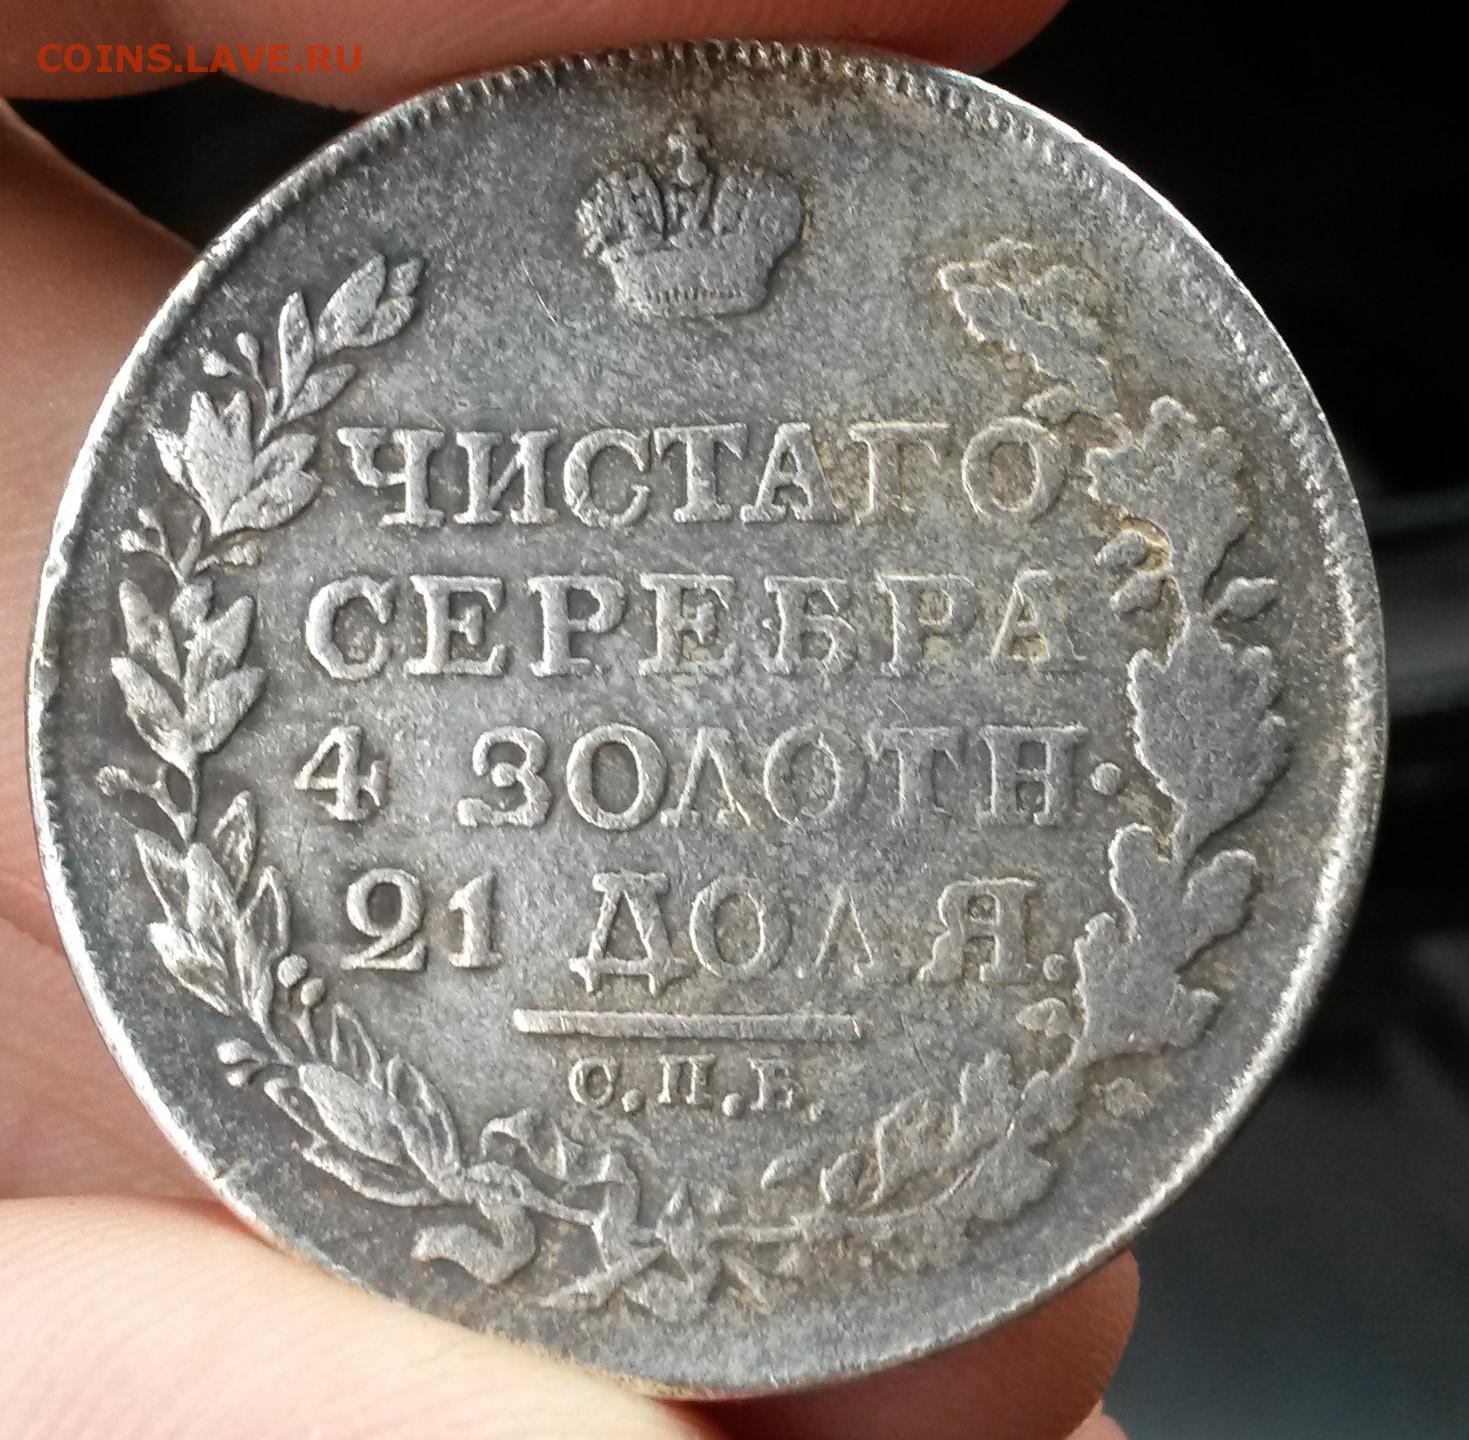 COINS.LAVE.RU
ЧИСТАГО
СЕРЕБРА
4 ЗОЛОТН.
21 ДОЛЯ.
С.П.Б.